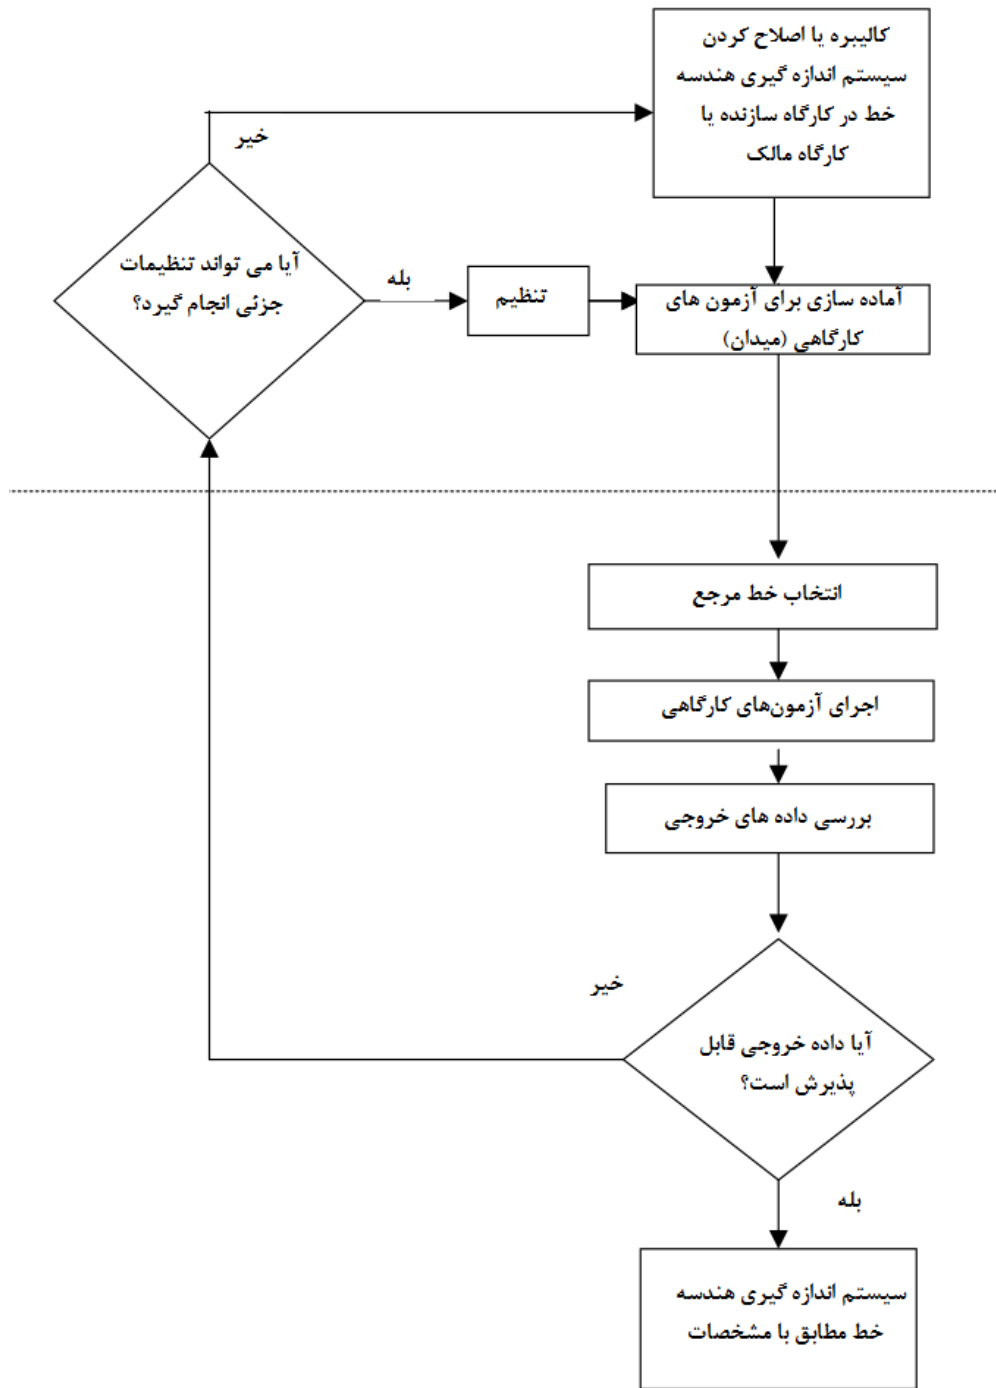 کالیبره یا اصلاح کردن
سیستم اندازه گیری هندسه
خط در کارگاه سازنده یا
کارگاه مالک
خیر
آیا می تواند تنظیمات
جزئی انجام گیرد؟
بله
تنظیم
آماده سازی برای آزمون های
کارگاهی (میدان)
انتخاب خط مرجع
اجرای آزمون‌های کارگاهی
بررسی داده های خروجی
خیر
آیا داده خروجی قابل
پذیرش است؟
بله
سیستم اندازه گیری هندسه
خط مطابق با مشخصات